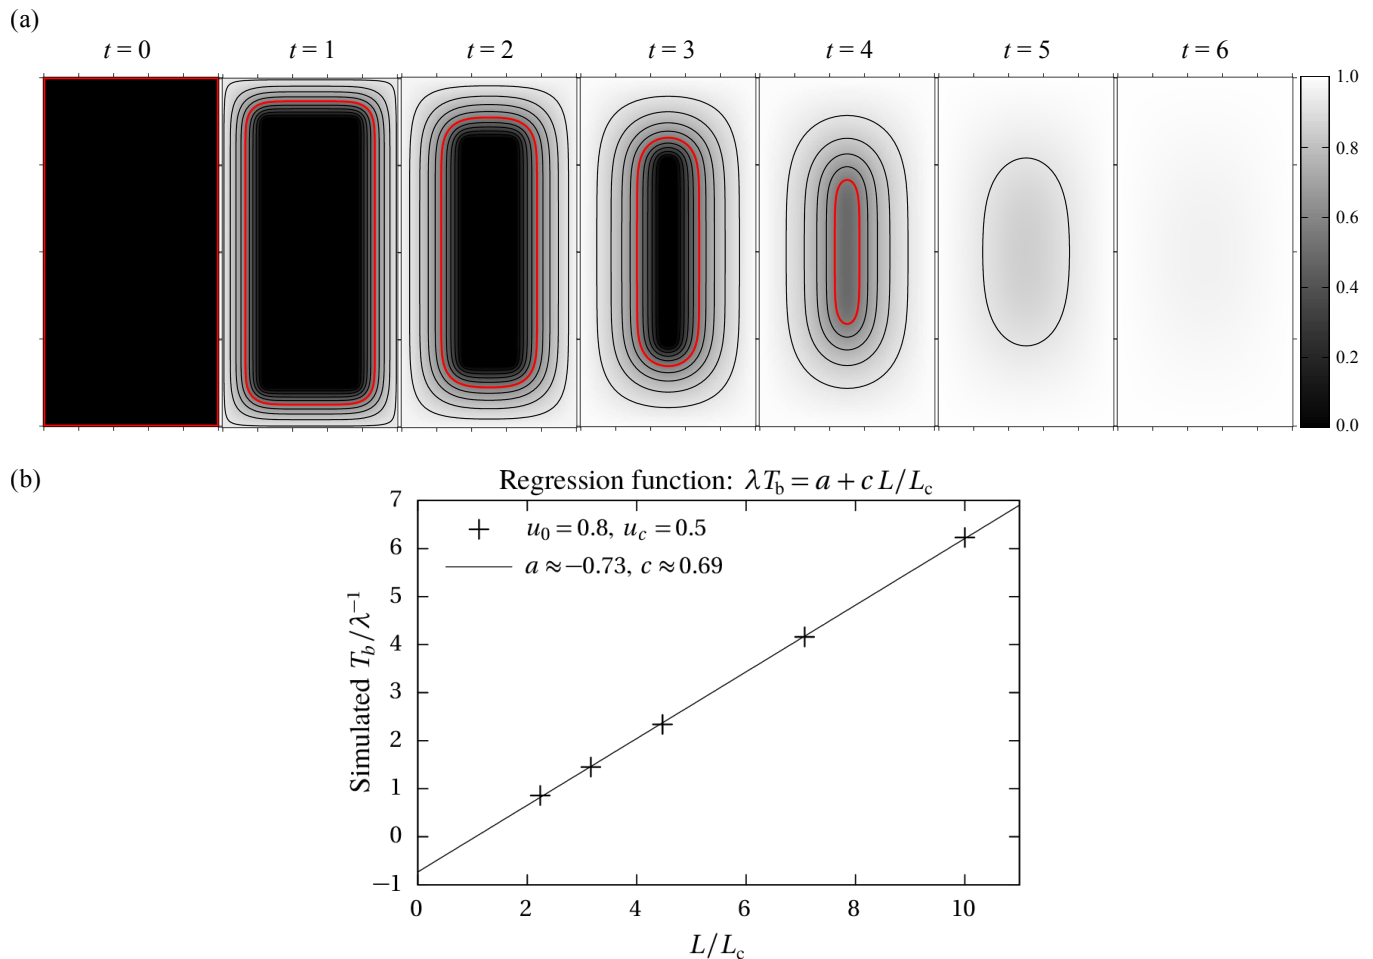 (a)
t = 0 t = 1 t = 2 t = 3 t = 4 t = 5 t = 6
1.0
0.8
0.6
0.4
0.2
0.0
(b)
Regression function: λT_b = a + c L/L_c
u_0 = 0.8, u_c = 0.5
a ≈ −0.73, c ≈ 0.69
Simulated T_b/λ^{−1}
7
6
5
4
3
2
1
0
−1
0 2 4 6 8 10
L/L_c